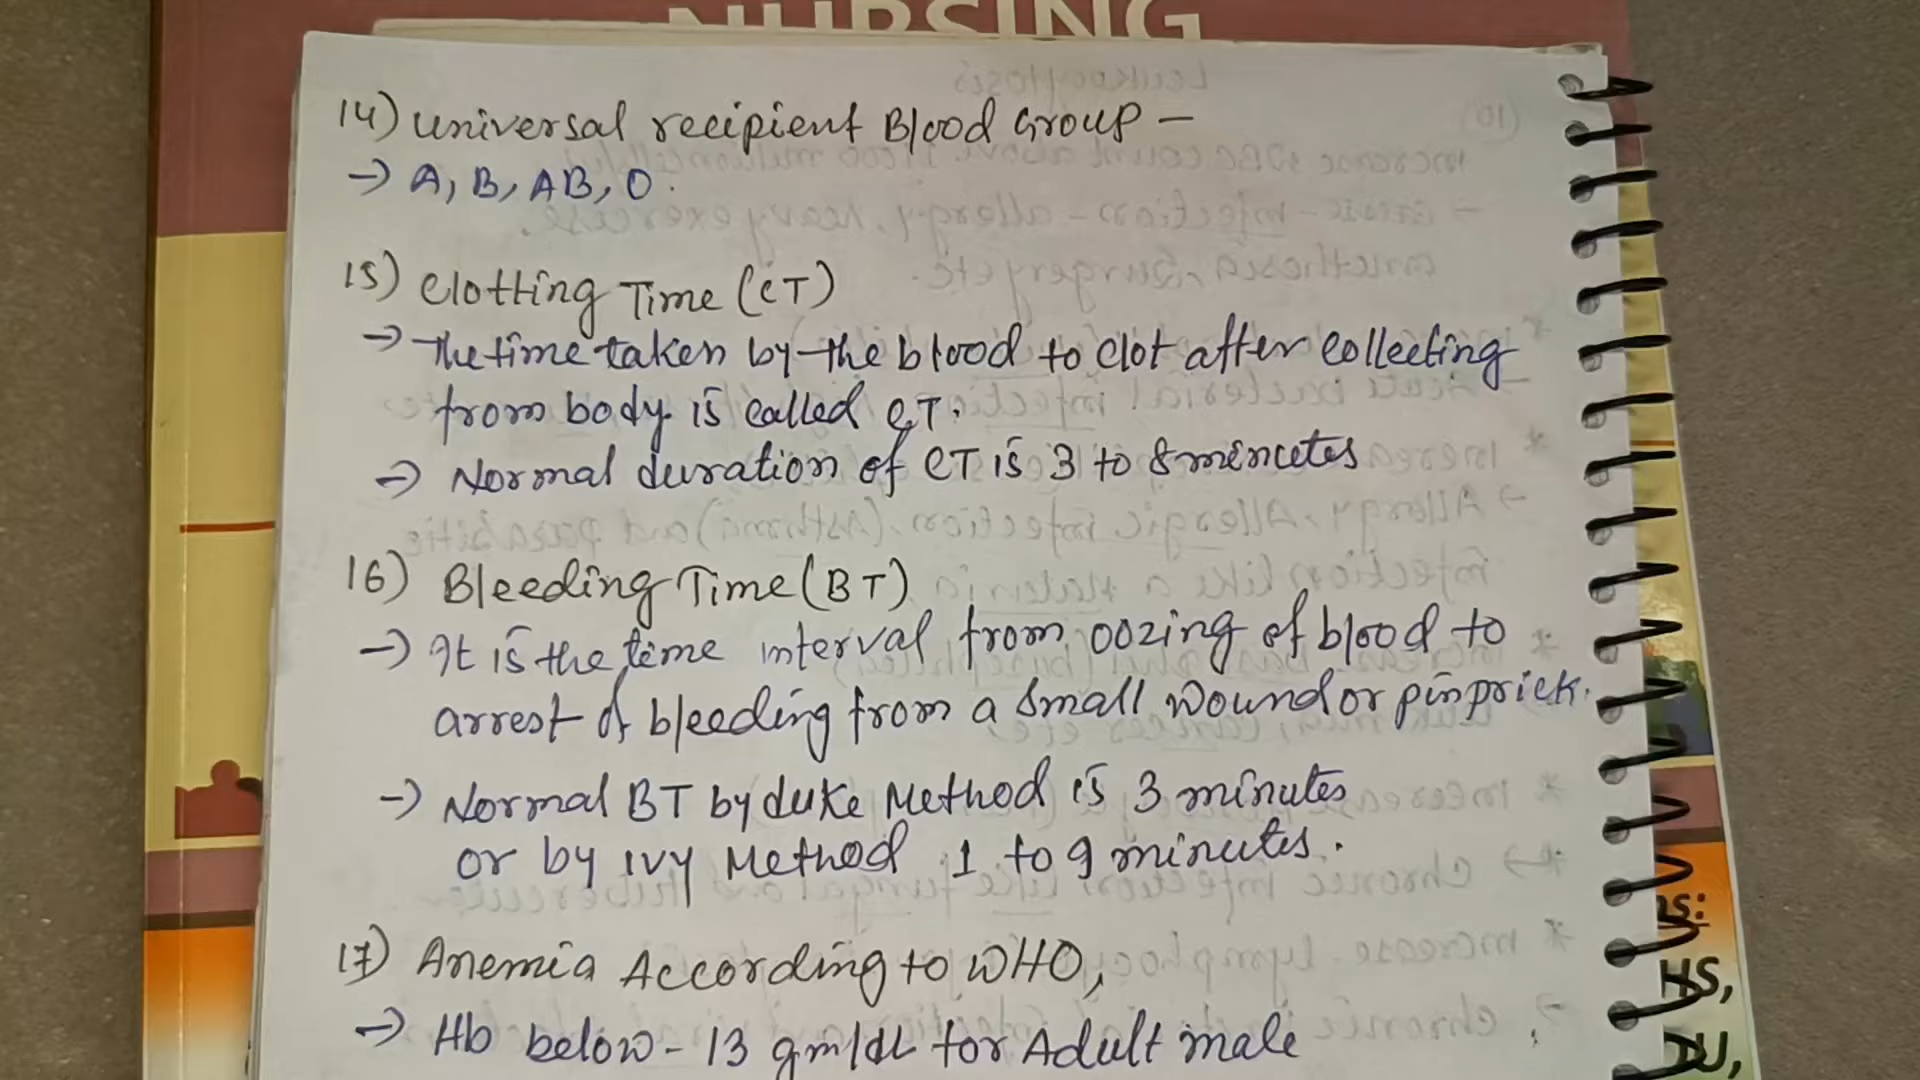 NURSING
14) Universal recipient Blood Group -
→ A, B, AB, O.
15) Clotting Time (CT)
→ The time taken by the blood to clot after collecting
from body is called CT.
→ Normal duration of CT is 3 to 8 minutes
16) Bleeding Time (BT)
→ It is the time interval from oozing of blood to
arrest of bleeding from a small wound or pinprick.
→ Normal BT by duke Method is 3 minutes
or by IVY Method 1 to 9 minutes.
17) Anemia According to WHO,
→ Hb below - 13 gm/dL for Adult male
HS,